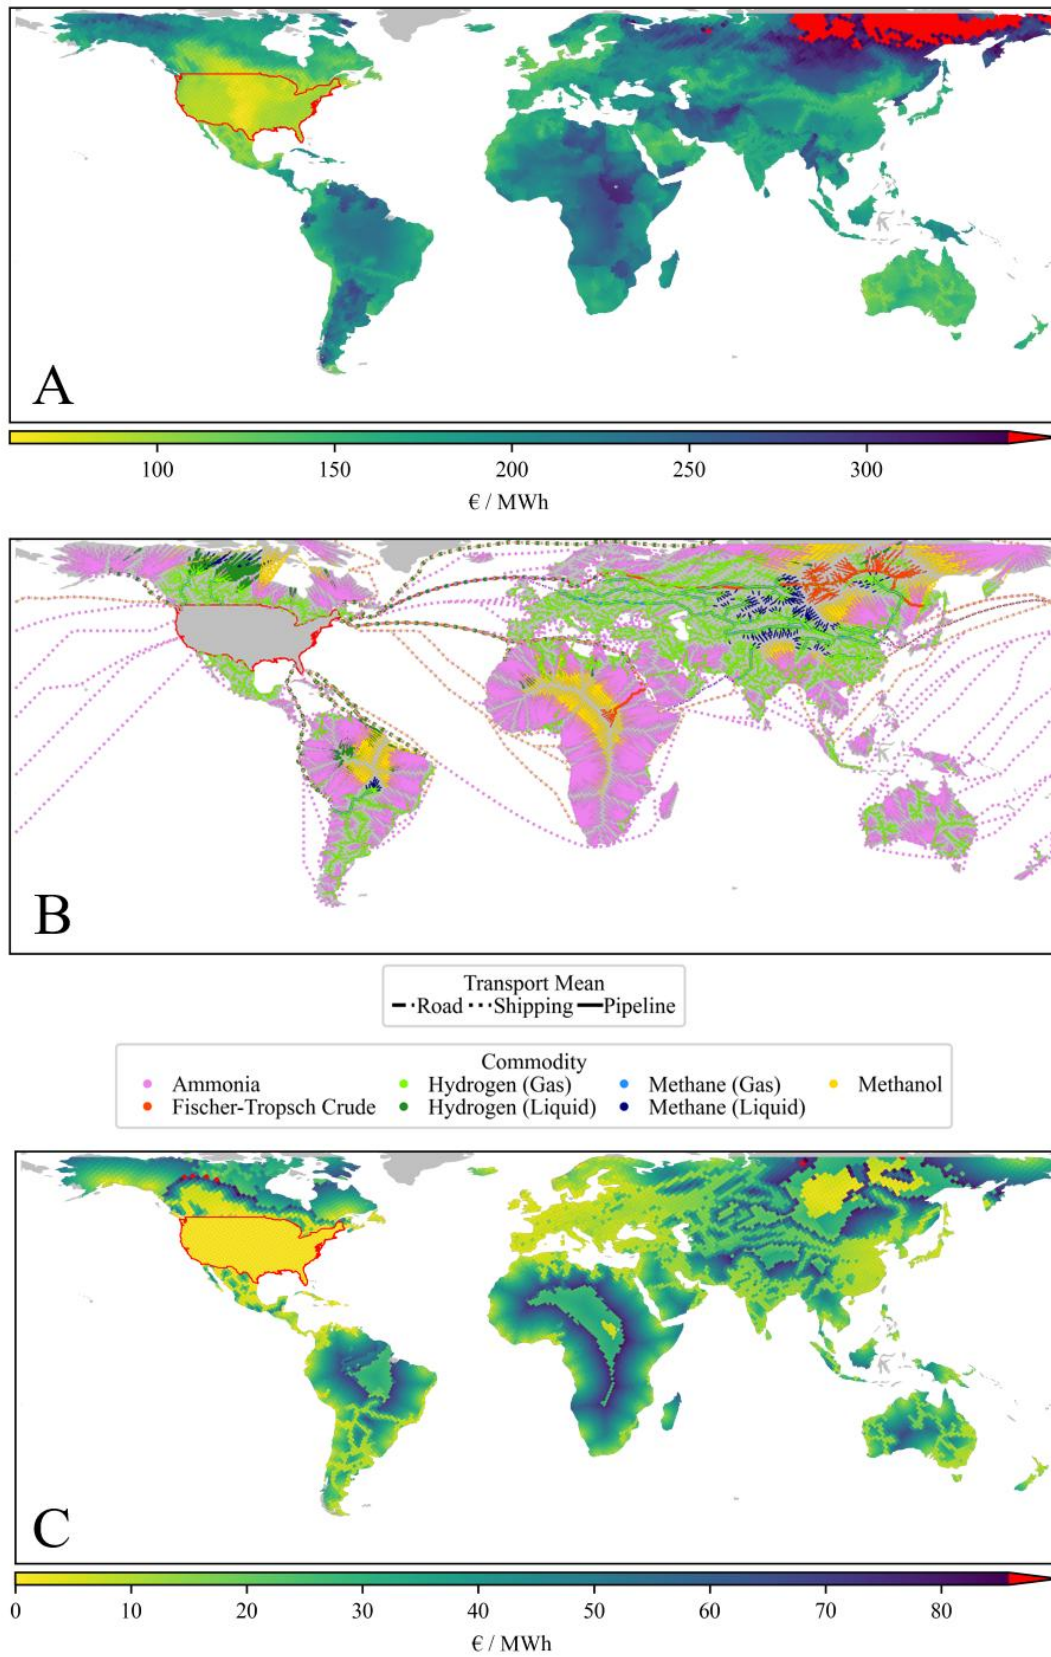 A
100 150 200 250 300
€ / MWh
B
Transport Mean
Road Shipping Pipeline
Commodity
Ammonia Hydrogen (Gas) Methane (Gas) Methanol
Fischer-Tropsch Crude Hydrogen (Liquid) Methane (Liquid)
C
0 10 20 30 40 50 60 70 80
€ / MWh